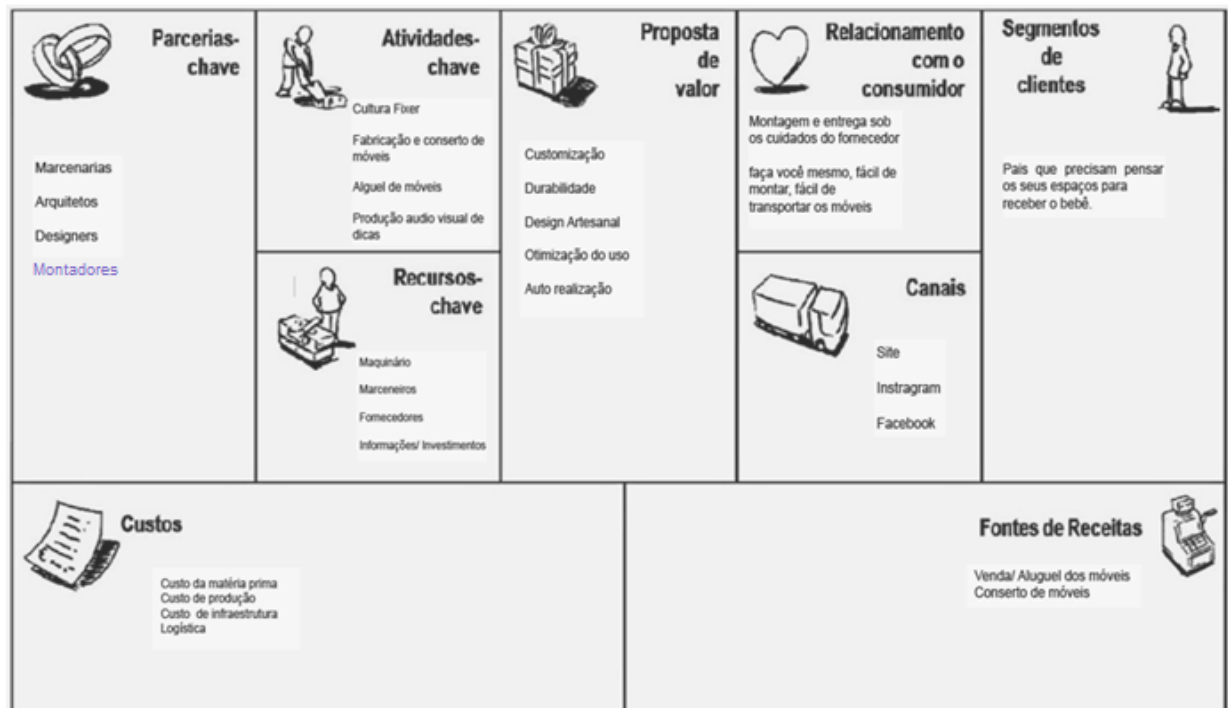 Parcerias-
chave
Marcenarias
Arquitetos
Designers
Montadores
Atividades-
chave
Cultura Fixer
Fabricação e conserto de
móveis
Alguel de móveis
Produção audio visual de
dicas
Recursos-
chave
Maquinário
Marceneiros
Fornecedores
Informações/ Investimentos
Proposta
de
valor
Customização
Durabilidade
Design Artesanal
Otimização do uso
Auto realização
Relacionamento
com o
consumidor
Montagem e entrega sob
os cuidados do fornecedor
faça você mesmo, fácil de
montar, fácil de
transportar os móveis
Canais
Site
Instragram
Facebook
Segmentos
de
clientes
Pais que precisam pensar
os seus espaços para
receber o bebê.
Custos
Custo da matéria prima
Custo de produção
Custo de infraestrutura
Logística
Fontes de Receitas
Venda/ Aluguel dos móveis
Conserto de móveis